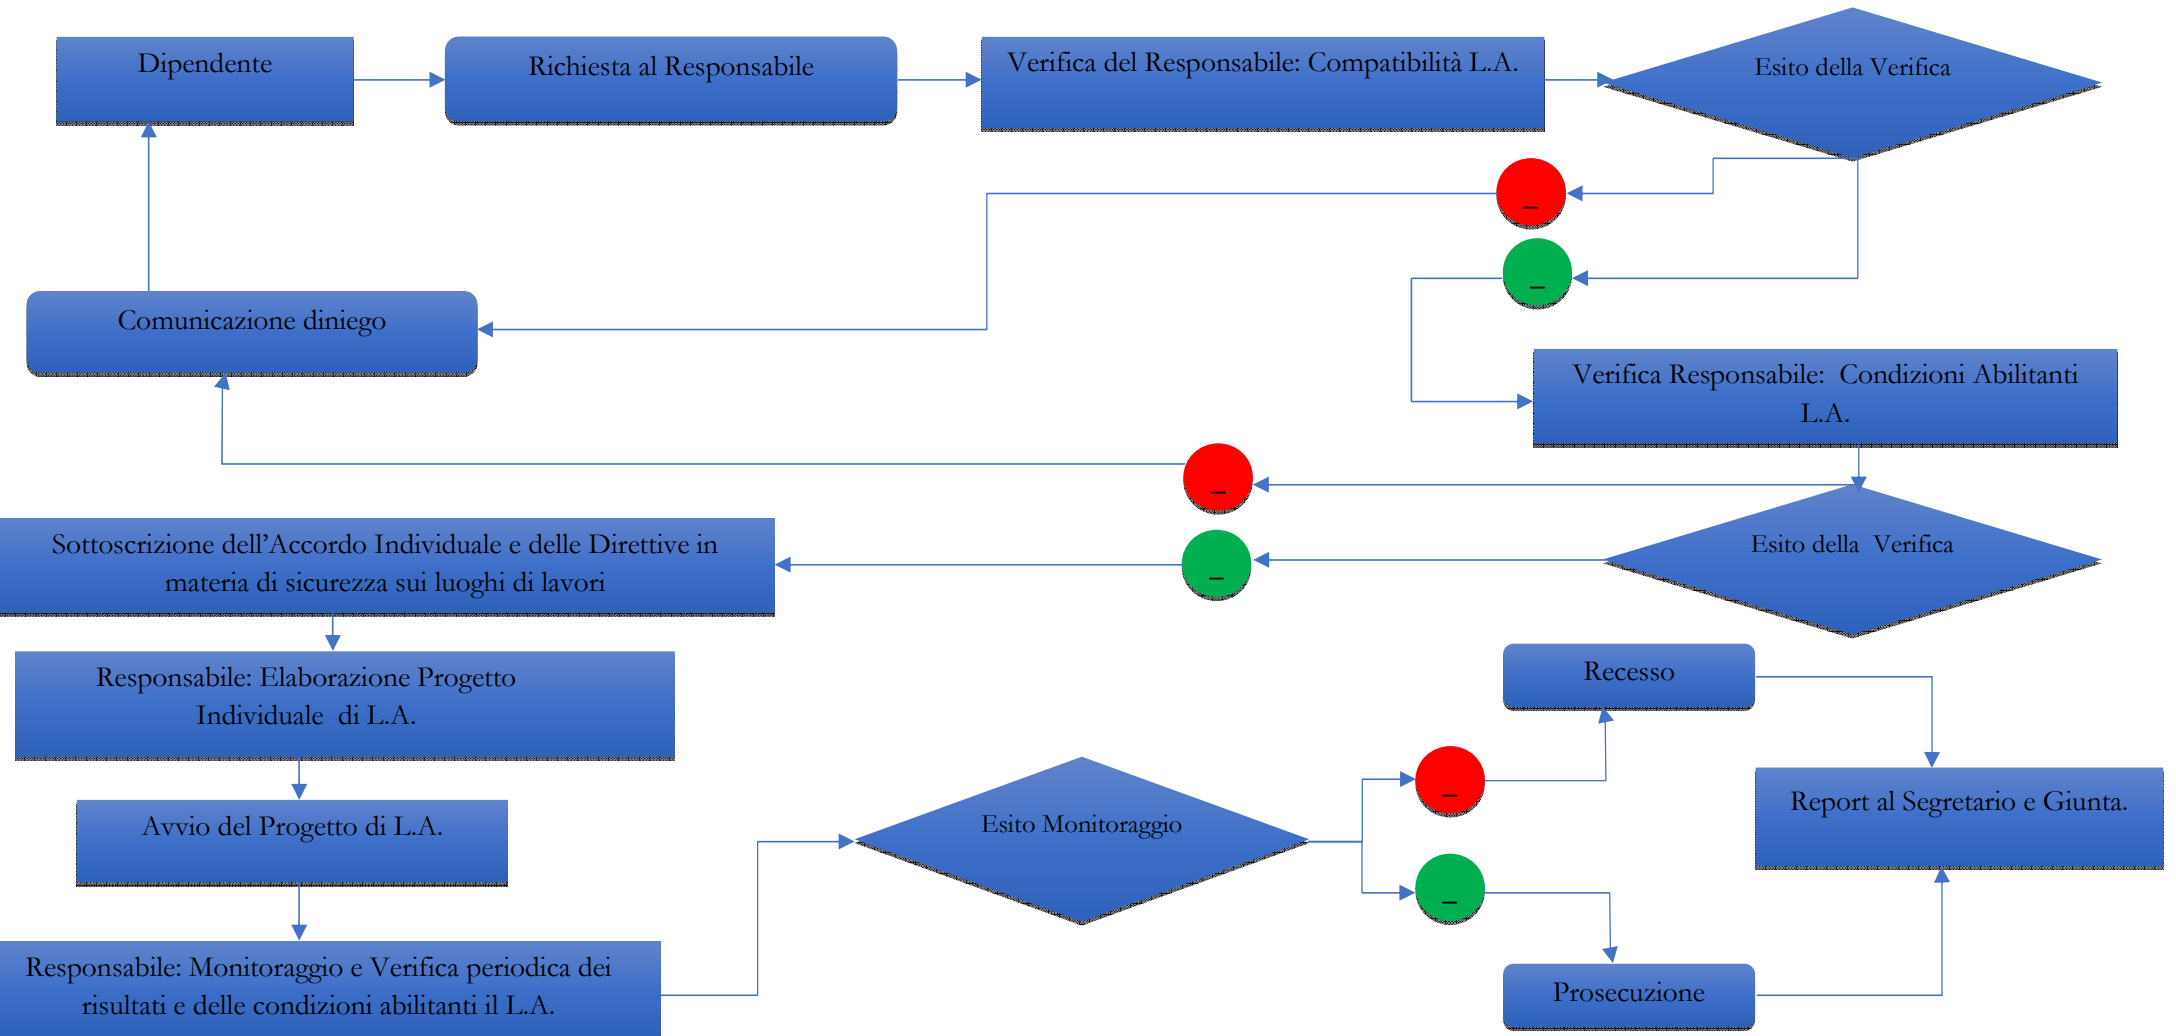 Dipendente
Richiesta al Responsabile
Verifica del Responsabile: Compatibilità L.A.
Esito della Verifica
_
_
Comunicazione diniego
Verifica Responsabile:  Condizioni Abilitanti
L.A.
_
_
Esito della  Verifica
Sottoscrizione dell’Accordo Individuale e delle Direttive in
materia di sicurezza sui luoghi di lavori
Responsabile: Elaborazione Progetto
Individuale  di L.A.
Recesso
_
Avvio del Progetto di L.A.
Esito Monitoraggio
Report al Segretario e Giunta.
_
Responsabile: Monitoraggio e Verifica periodica dei
risultati e delle condizioni abilitanti il L.A.
Prosecuzione